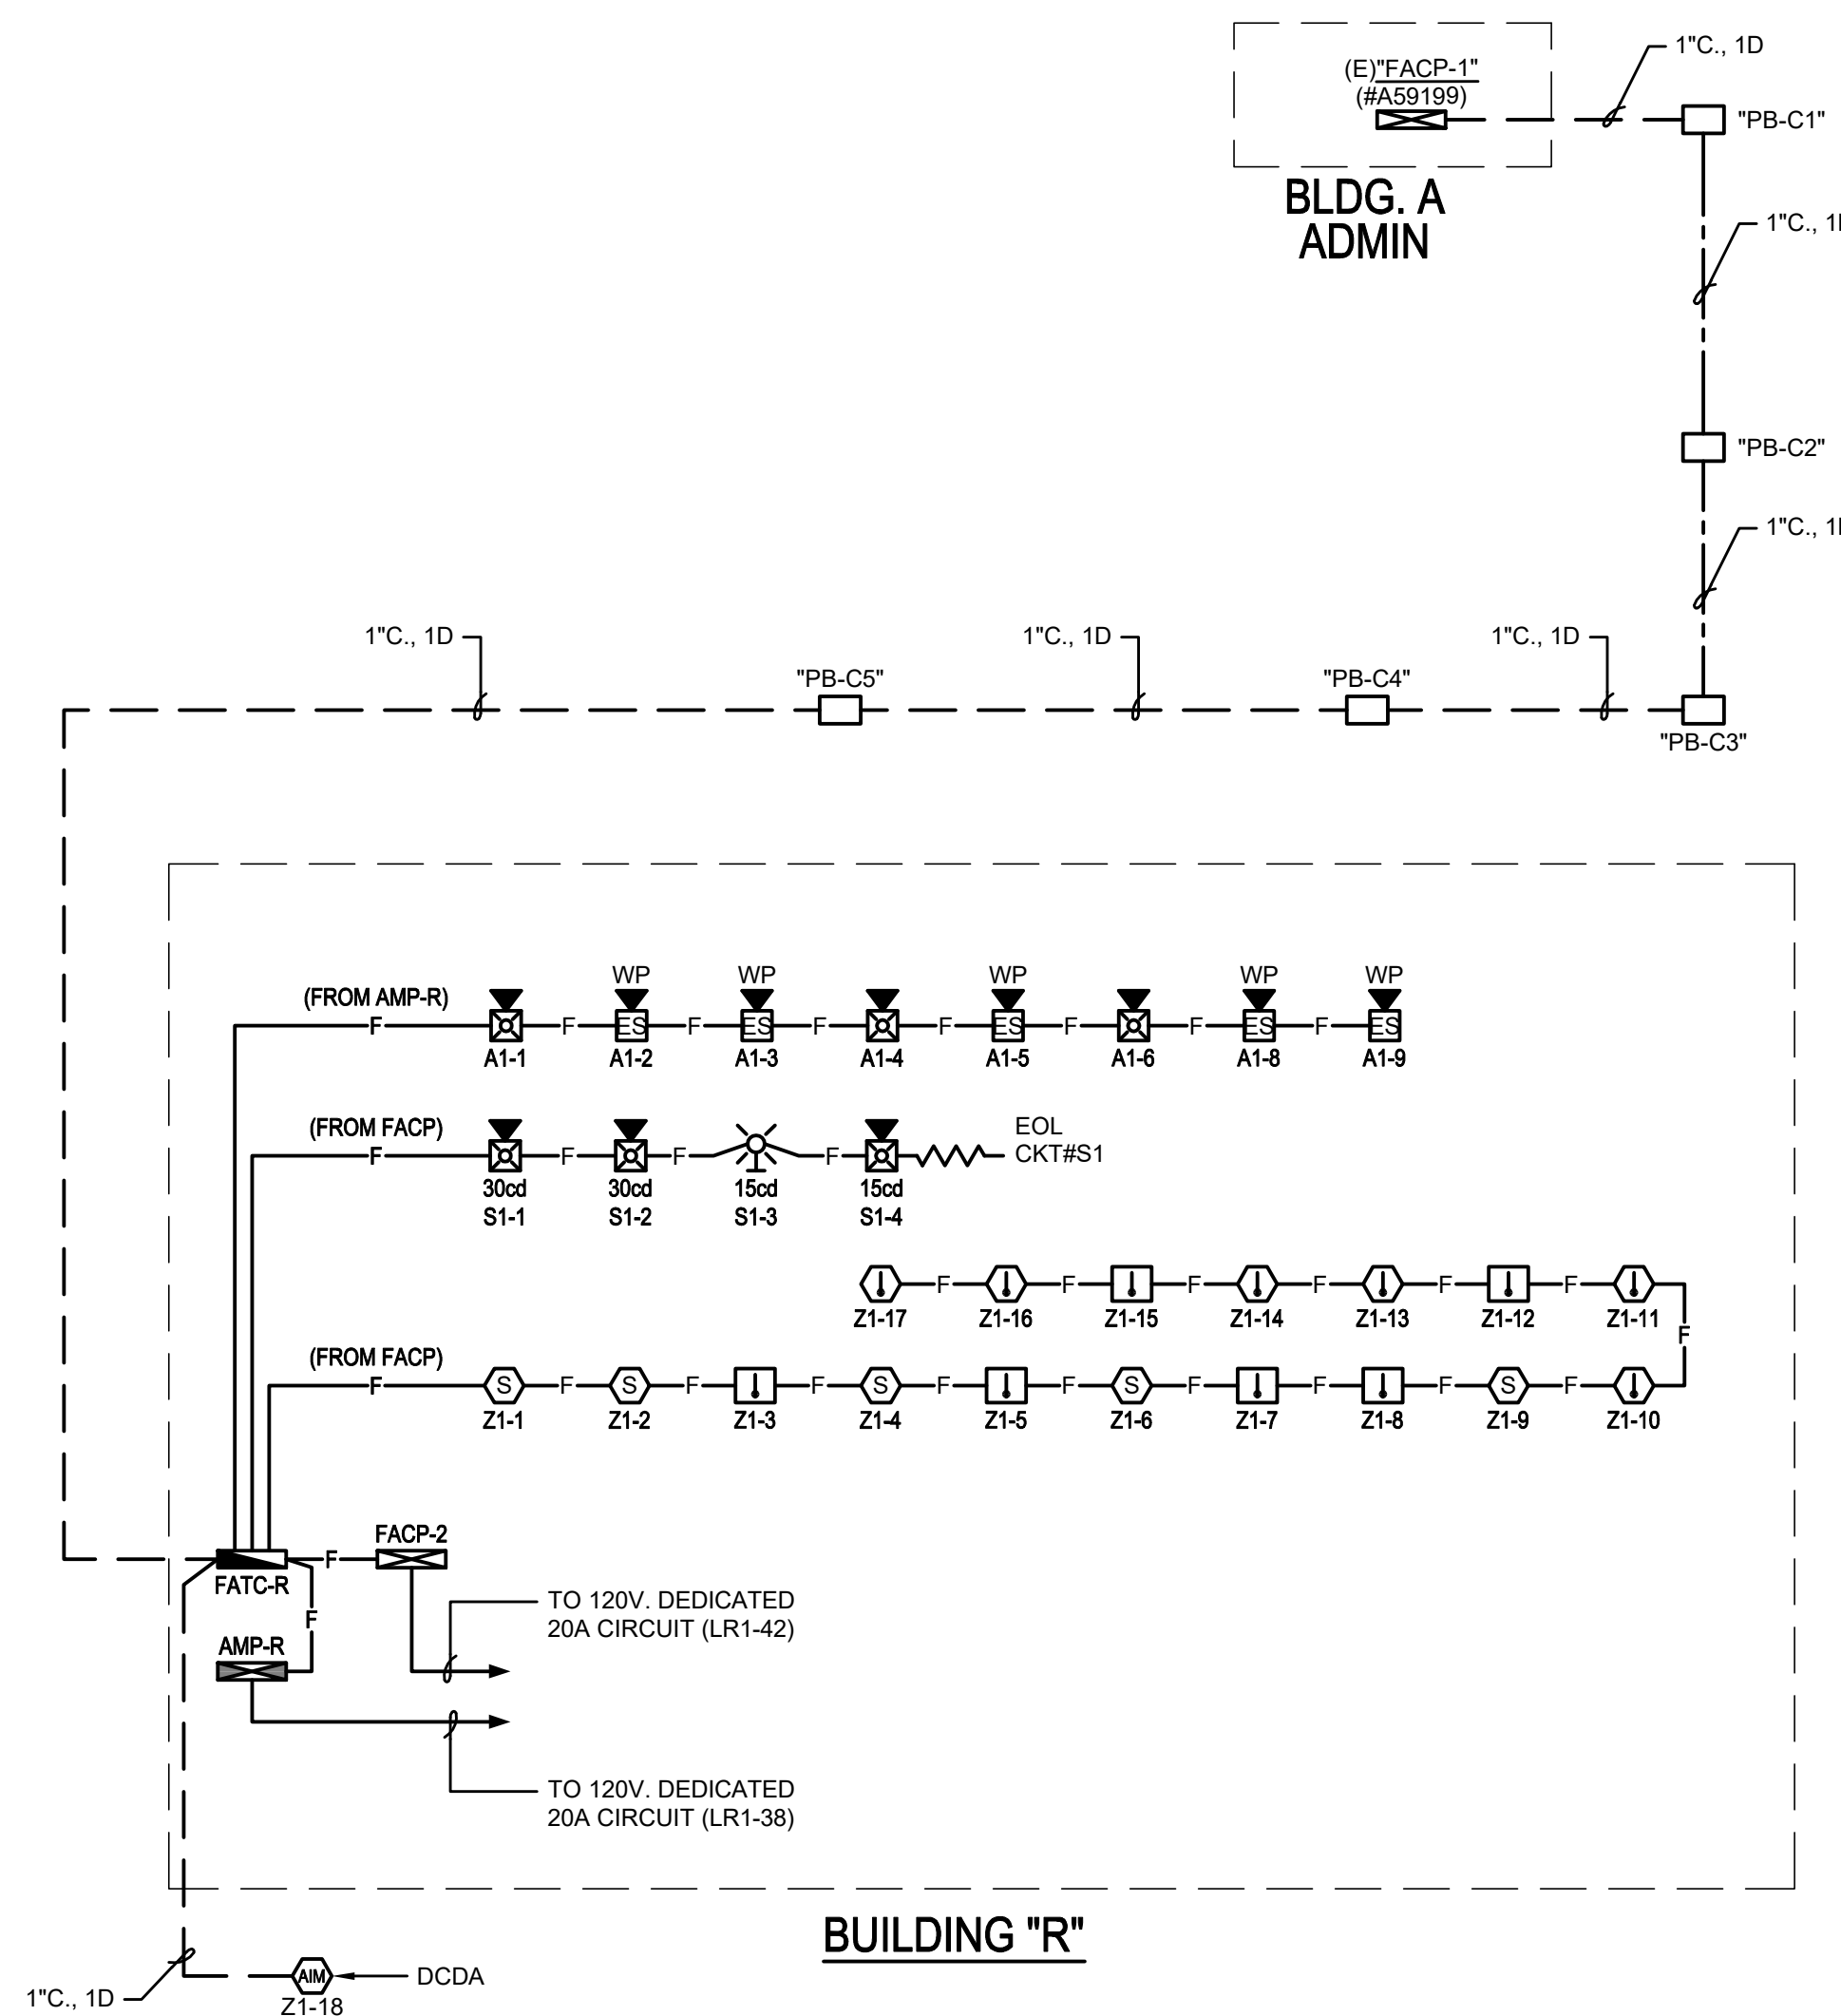 1"C., 1D
(E)"FACP-1"
(#A59199)
"PB-C1"
BLDG. A
ADMIN
1"C., 1
"PB-C2"
1"C., 1
1"C., 1D
1"C., 1D
1"C., 1D
"PB-C5"
"PB-C4"
"PB-C3"
WP WP WP WP WP
(FROM AMP-R)
F F ES F ES F F ES F F ES F ES
A1-1 A1-2 A1-3 A1-4 A1-5 A1-6 A1-8 A1-9
(FROM FACP)
F F F F
EOL
CKT#S1
30cd 30cd 15cd 15cd
S1-1 S1-2 S1-3 S1-4
F F F F F F
Z1-17 Z1-16 Z1-15 Z1-14 Z1-13 Z1-12 Z1-11
F
(FROM FACP)
F S F S F F S F F S F F F S F
Z1-1 Z1-2 Z1-3 Z1-4 Z1-5 Z1-6 Z1-7 Z1-8 Z1-9 Z1-10
FACP-2
F
FATC-R
F
AMP-R
TO 120V. DEDICATED
20A CIRCUIT (LR1-42)
TO 120V. DEDICATED
20A CIRCUIT (LR1-38)
BUILDING "R"
AIM
DCDA
1"C., 1D
Z1-18